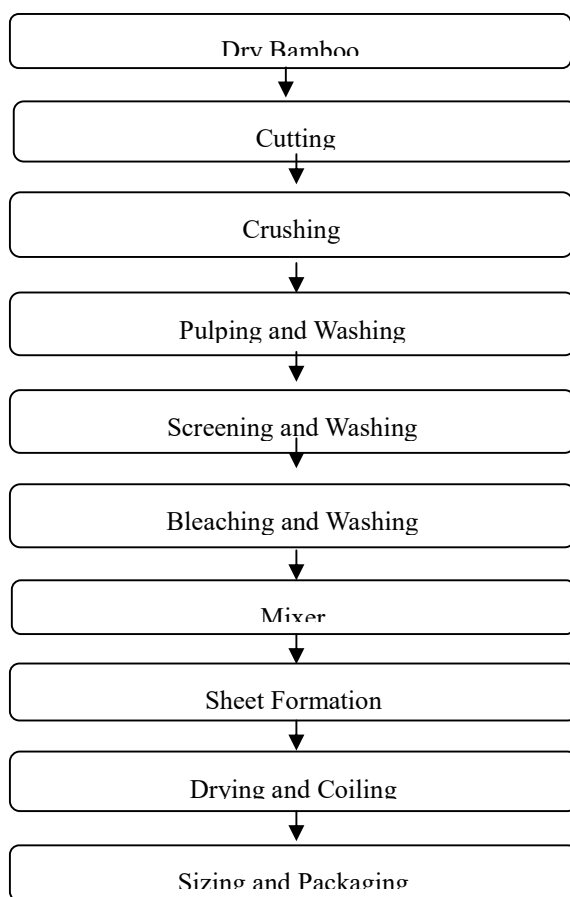 Dry Bamboo
Cutting
Crushing
Pulping and Washing
Screening and Washing
Bleaching and Washing
Mixer
Sheet Formation
Drying and Coiling
Sizing and Packaging